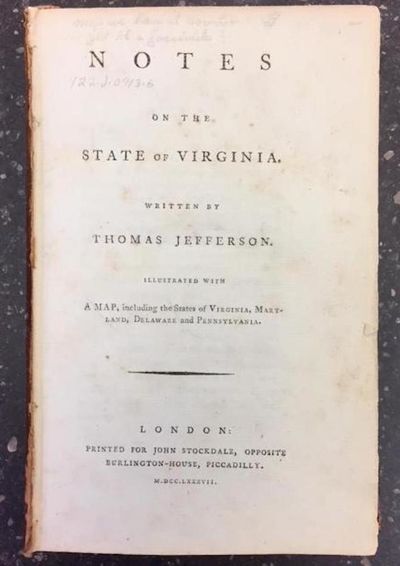 NOTES
ON THE
STATE OF VIRGINIA.
WRITTEN BY
THOMAS JEFFERSON.
ILLUSTRATED WITH
A MAP, including the States of VIRGINIA, MARY-
LAND, DELAWARE and PENNSYLVANIA.
LONDON:
PRINTED FOR JOHN STOCKDALE, OPPOSITE
BURLINGTON-HOUSE, PICCADILLY.
M.DCC.LXXXVII.